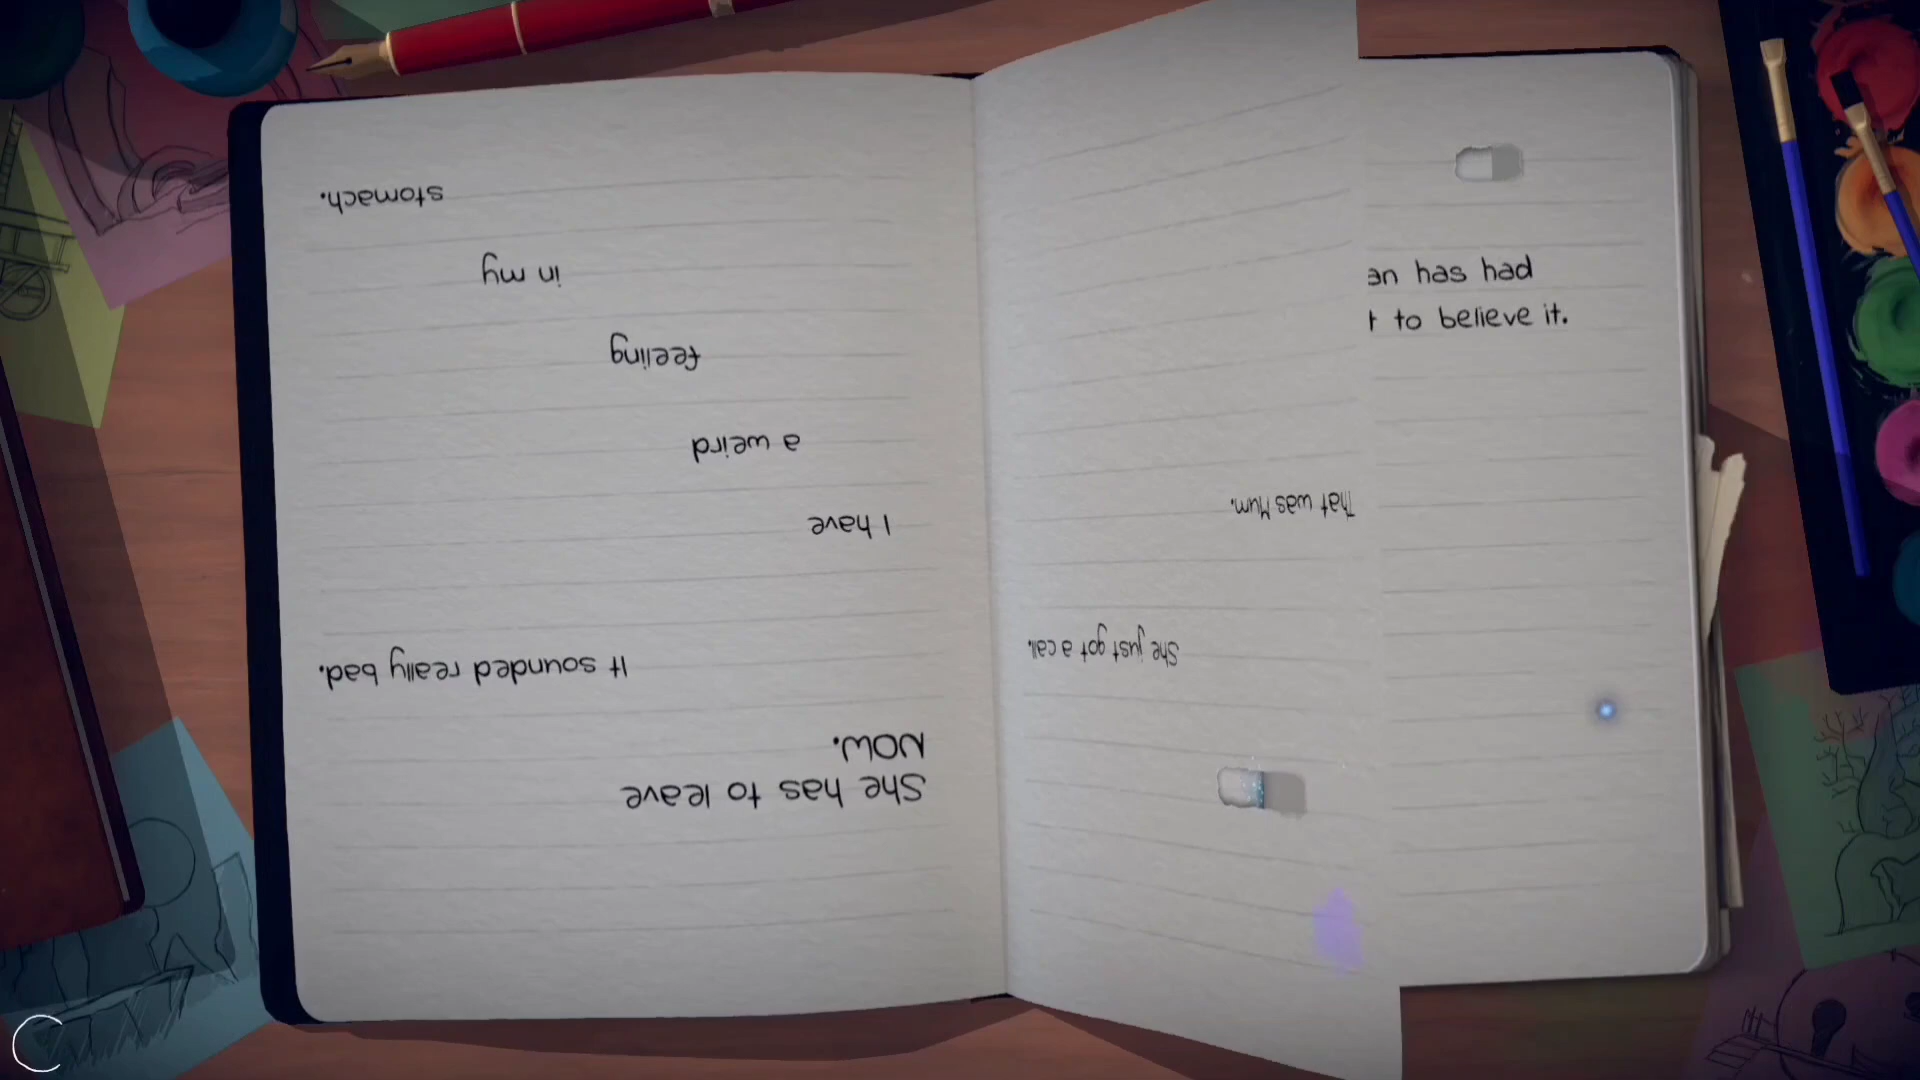 She just got a call.
That was Mum.
She has to leave
NOW.
It sounded really bad.
I have
a weird
feeling
in my
stomach.
has had
to believe it.